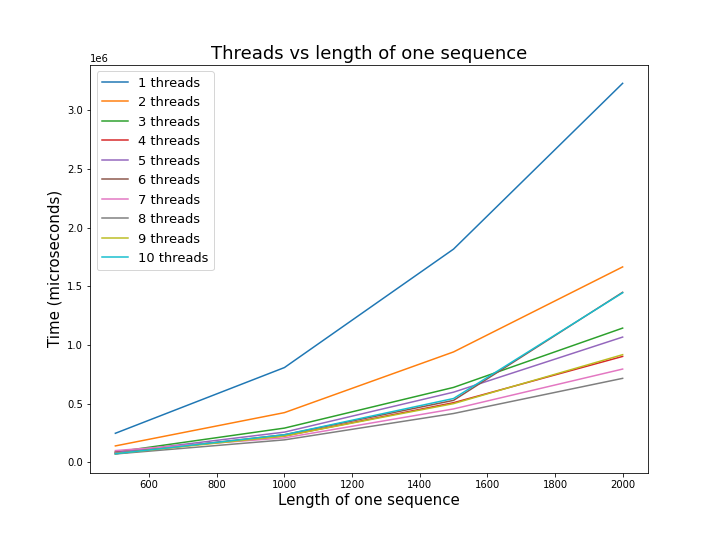 Threads vs length of one sequence
1e6
1 threads
2 threads
3 threads
4 threads
5 threads
6 threads
7 threads
8 threads
9 threads
10 threads
Time (microseconds)
3.0
2.5
2.0
1.5
1.0
0.5
0.0
600 800 1000 1200 1400 1600 1800 2000
Length of one sequence